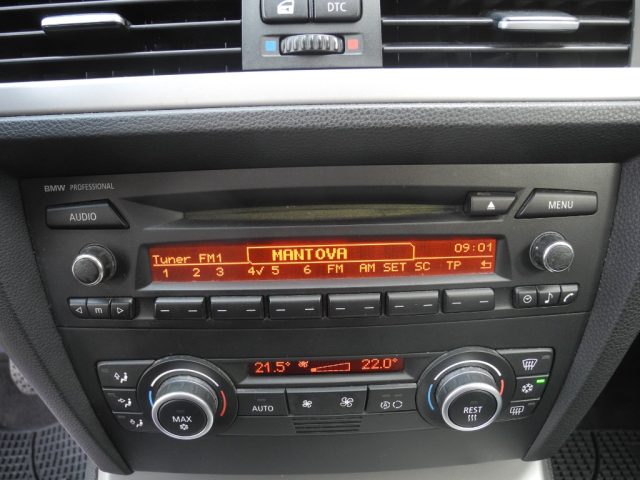 DTC
BMW PROFESSIONAL
AUDIO
MENU
Tuner FM1 MANTOVA 09:01
1 2 3 4✓ 5 6 FM AM SET SC TP
m
21.5° 22.0°
MAX
AUTO
REST